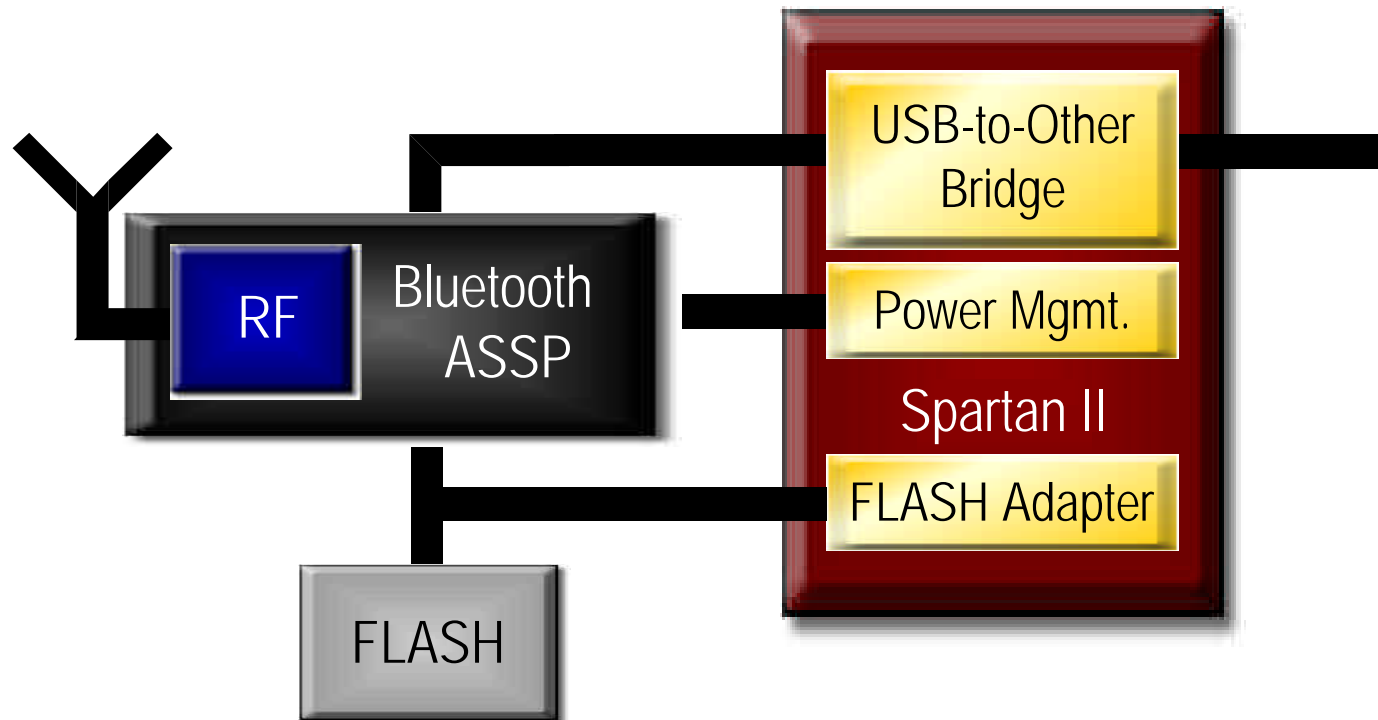 USB-to-Other
Bridge
RF
Bluetooth
ASSP
Power Mgmt.
Spartan II
FLASH Adapter
FLASH